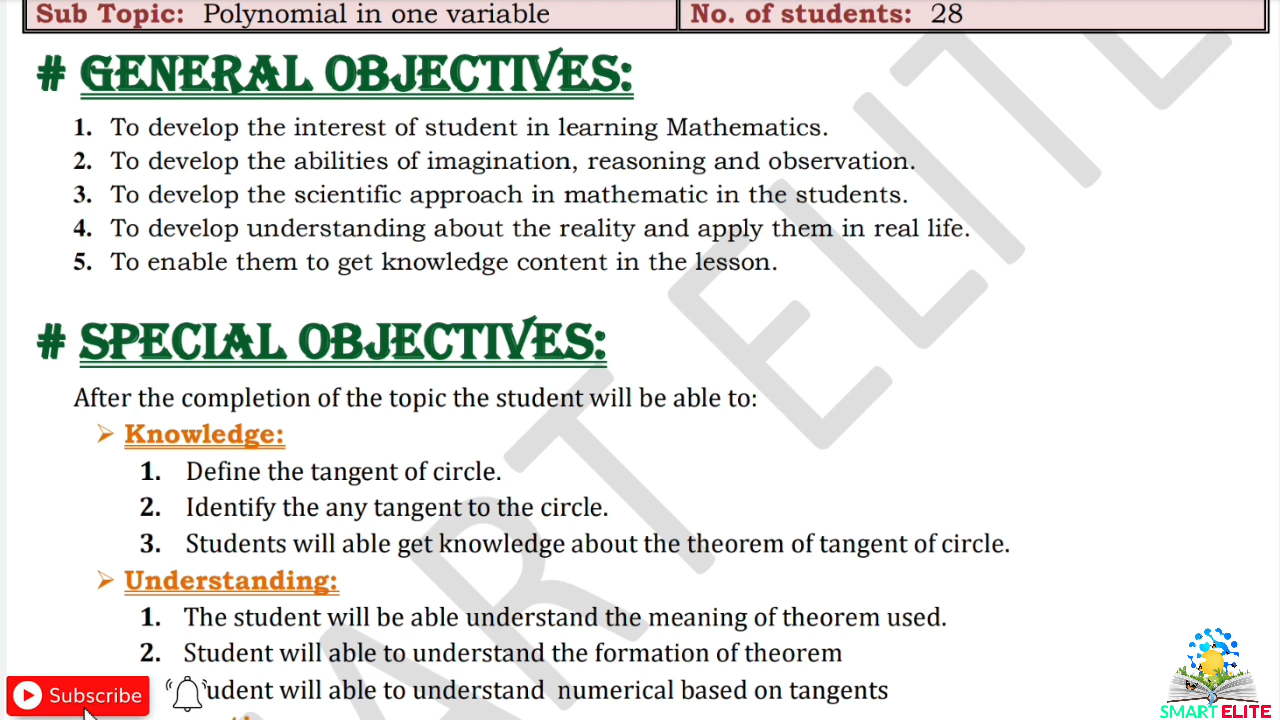 Sub Topic: Polynomial in one variable
No. of students: 28
# GENERAL OBJECTIVES:
1. To develop the interest of student in learning Mathematics.
2. To develop the abilities of imagination, reasoning and observation.
3. To develop the scientific approach in mathematic in the students.
4. To develop understanding about the reality and apply them in real life.
5. To enable them to get knowledge content in the lesson.
# SPECIAL OBJECTIVES:
After the completion of the topic the student will be able to:
➢ Knowledge:
1. Define the tangent of circle.
2. Identify the any tangent to the circle.
3. Students will able get knowledge about the theorem of tangent of circle.
➢ Understanding:
1. The student will be able understand the meaning of theorem used.
2. Student will able to understand the formation of theorem
udent will able to understand numerical based on tangents
Subscribe
SMART ELITE
ART ELITE